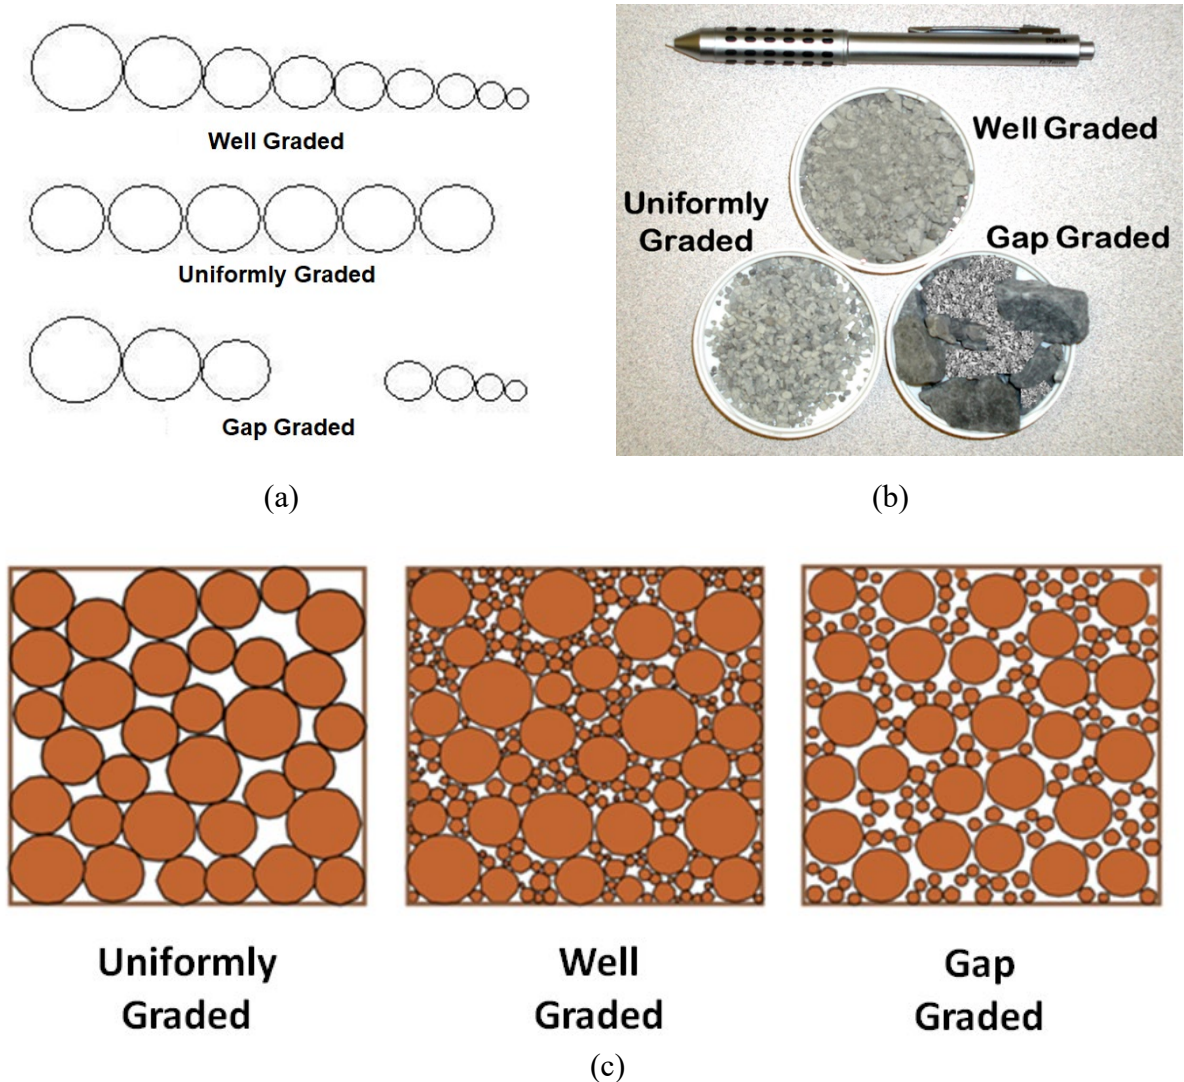 Well Graded
Uniformly Graded
Gap Graded
(a)
Well Graded
Uniformly
Graded
Gap Graded
(b)
Uniformly
Graded
Well
Graded
Gap
Graded
(c)